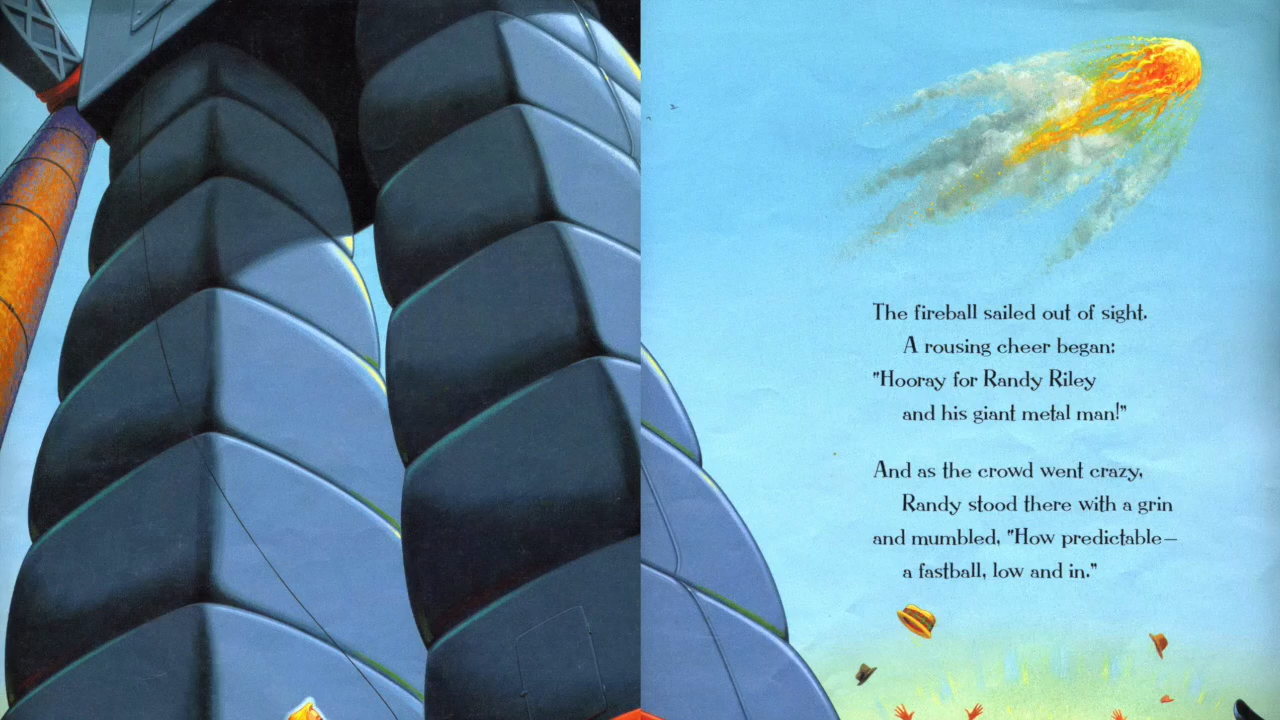 The fireball sailed out of sight.
A rousing cheer began:
"Hooray for Randy Riley
and his giant metal man!"
And as the crowd went crazy,
Randy stood there with a grin
and mumbled, "How predictable—
a fastball, low and in."